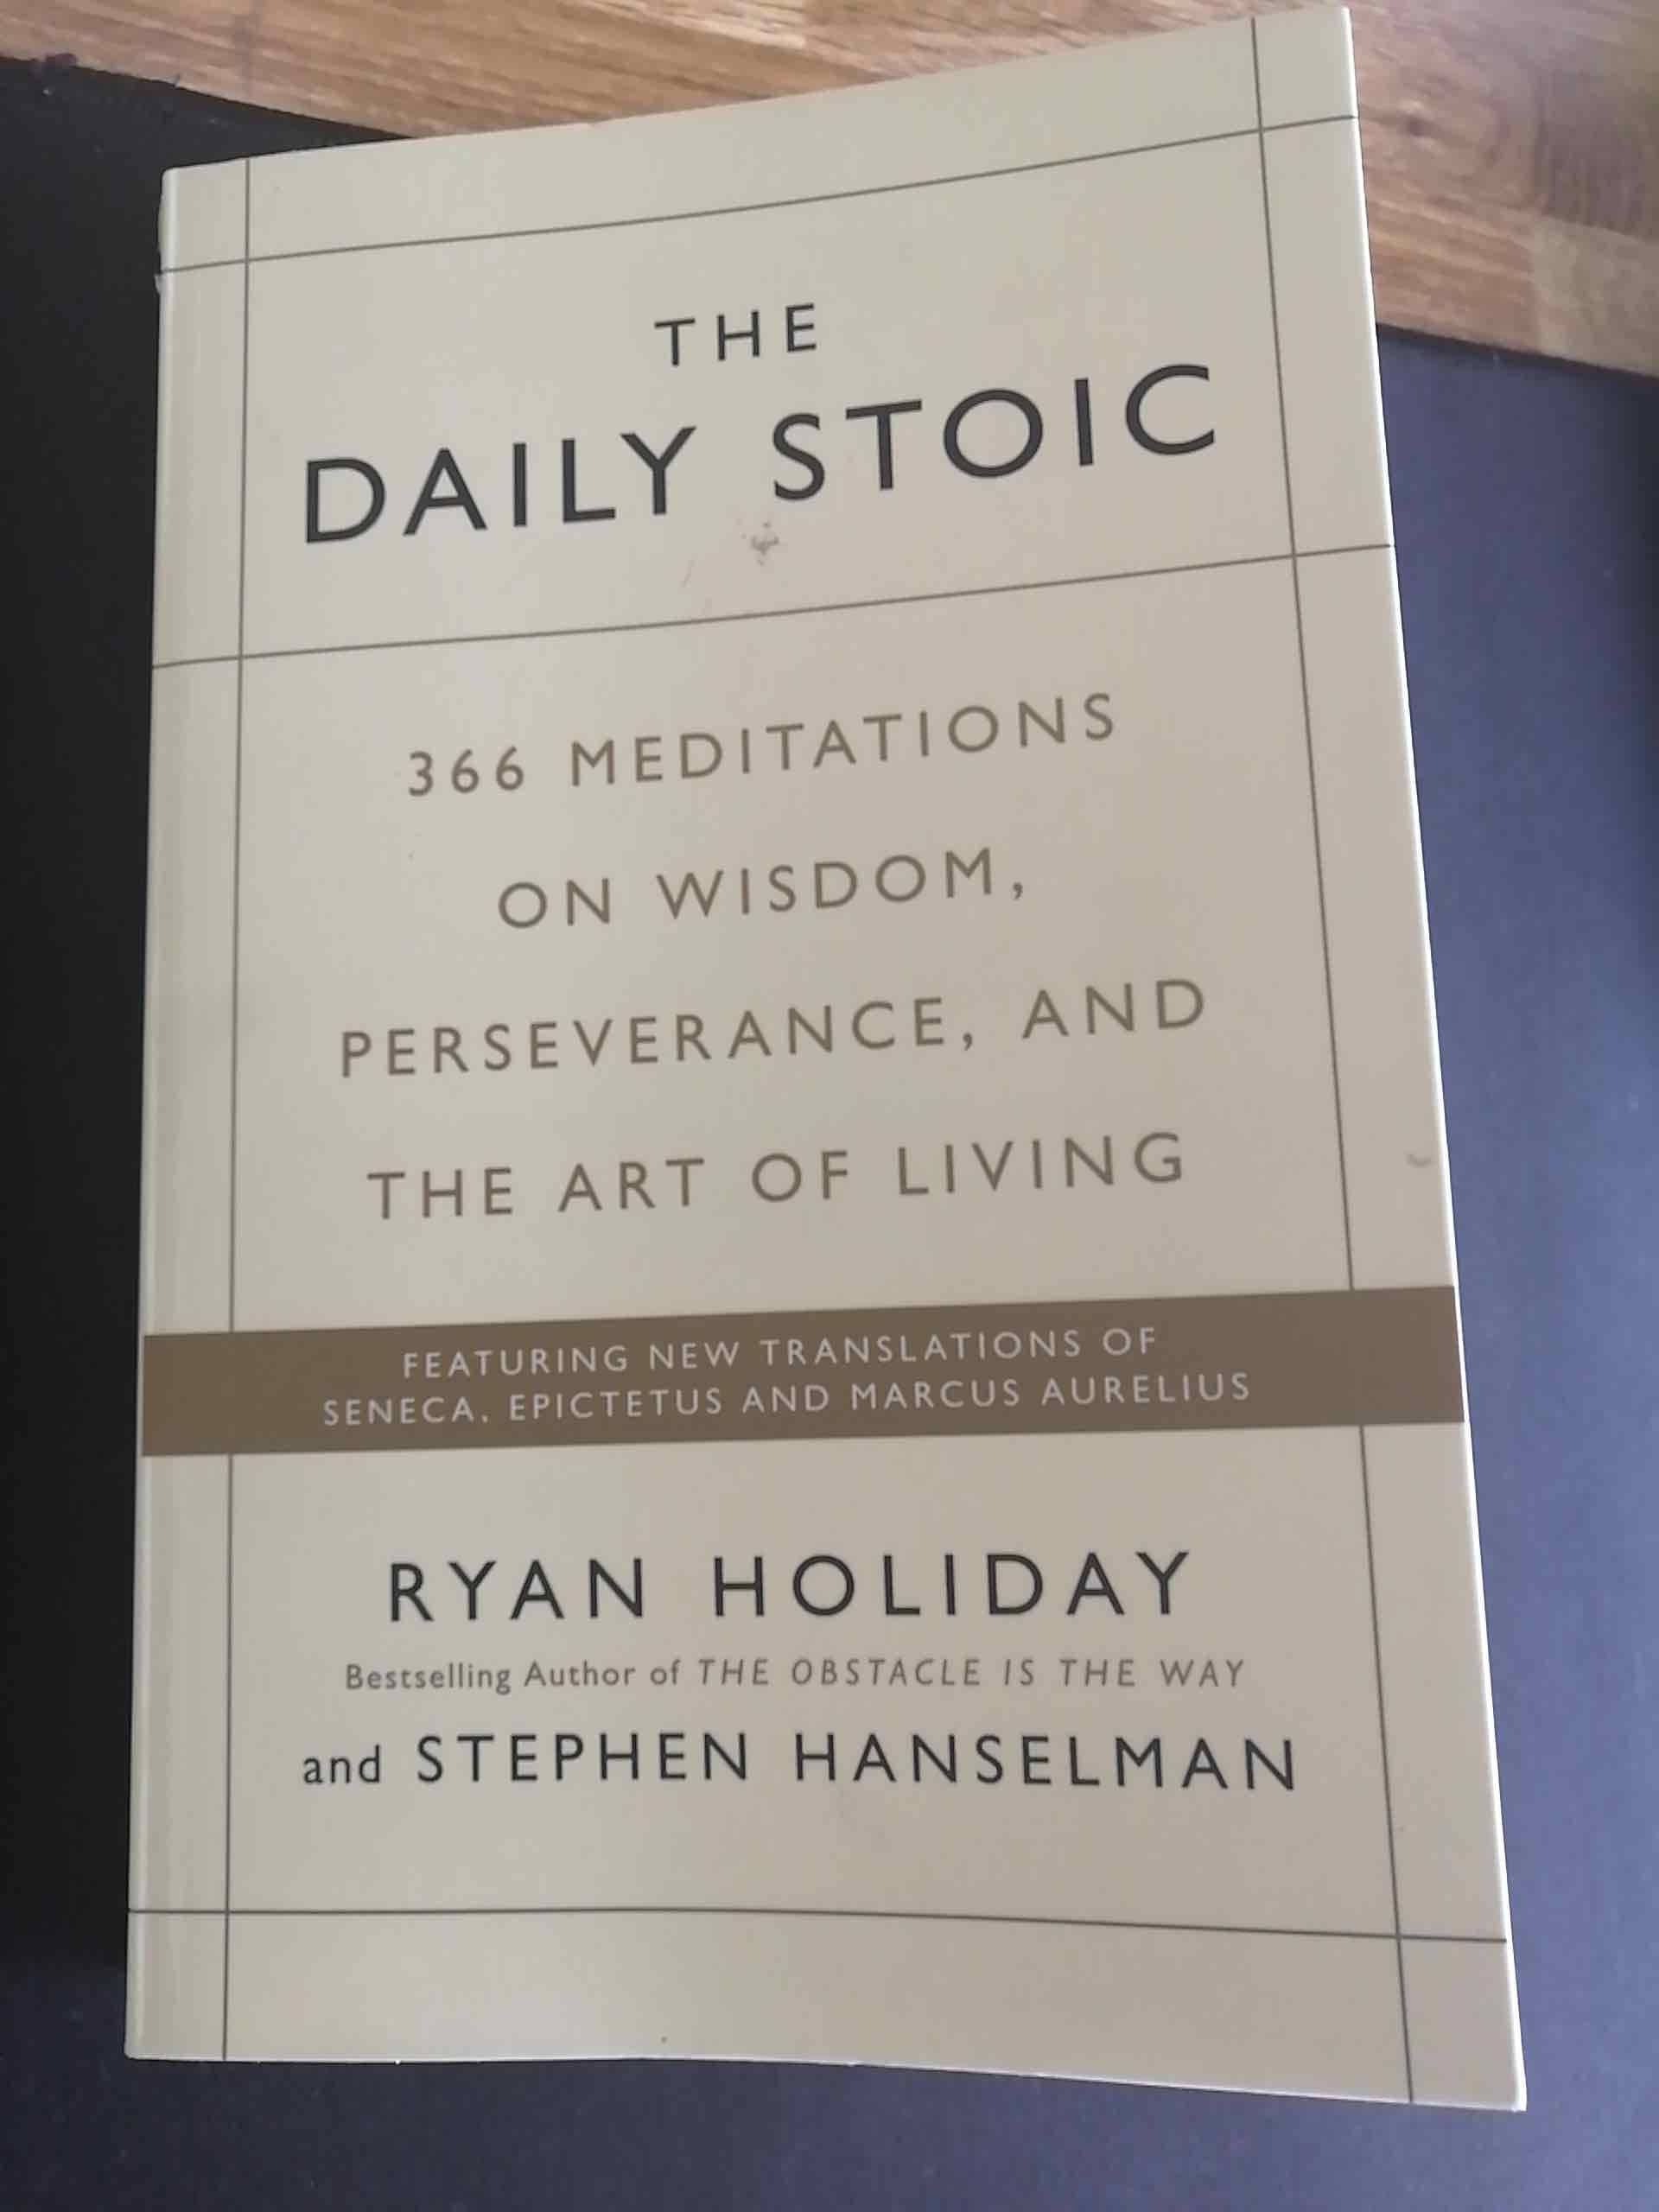 THE
DAILY STOIC
366 MEDITATIONS
ON WISDOM,
PERSEVERANCE, AND
THE ART OF LIVING
FEATURING NEW TRANSLATIONS OF
SENECA, EPICTETUS AND MARCUS AURELIUS
RYAN HOLIDAY
Bestselling Author of THE OBSTACLE IS THE WAY
and STEPHEN HANSELMAN